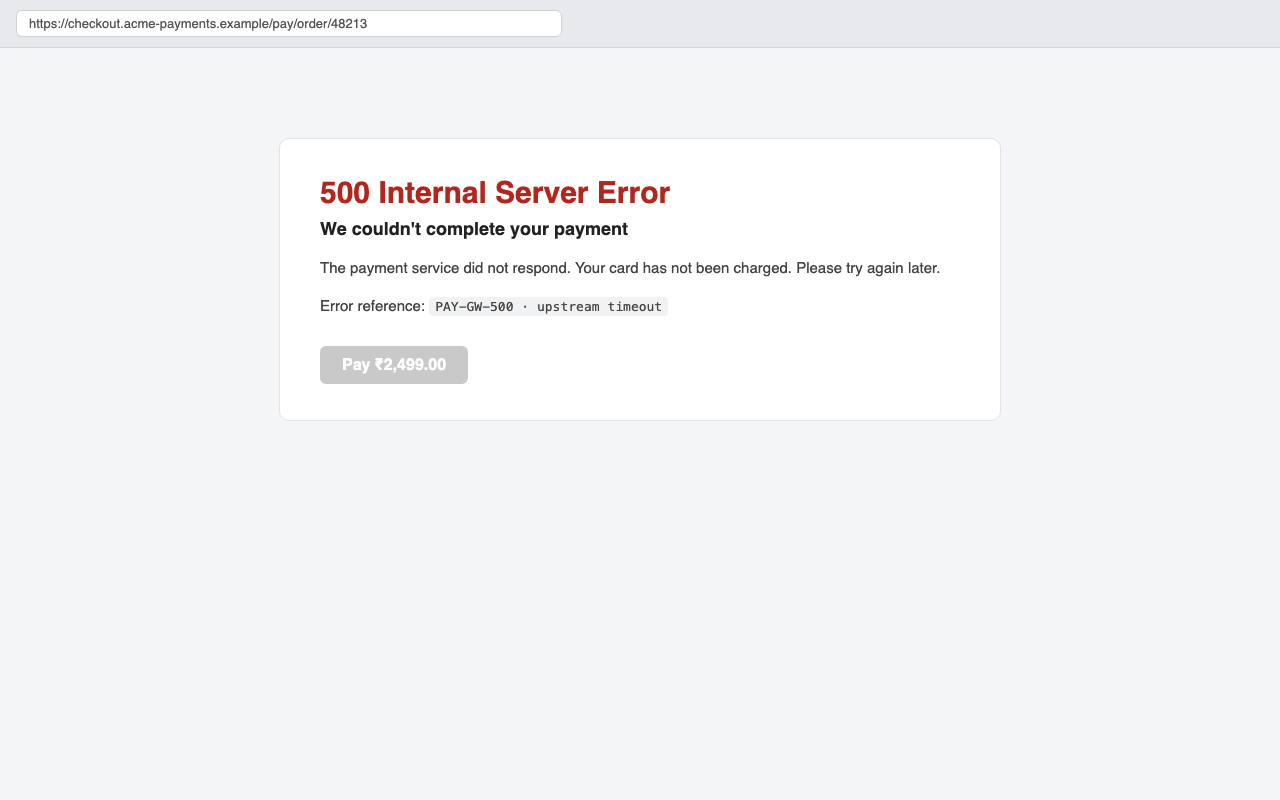 https://checkout.acme-payments.example/pay/order/48213
500 Internal Server Error
We couldn't complete your payment
The payment service did not respond. Your card has not been charged. Please try again later.
Error reference: PAY-GW-500 · upstream timeout
Pay ₹2,499.00